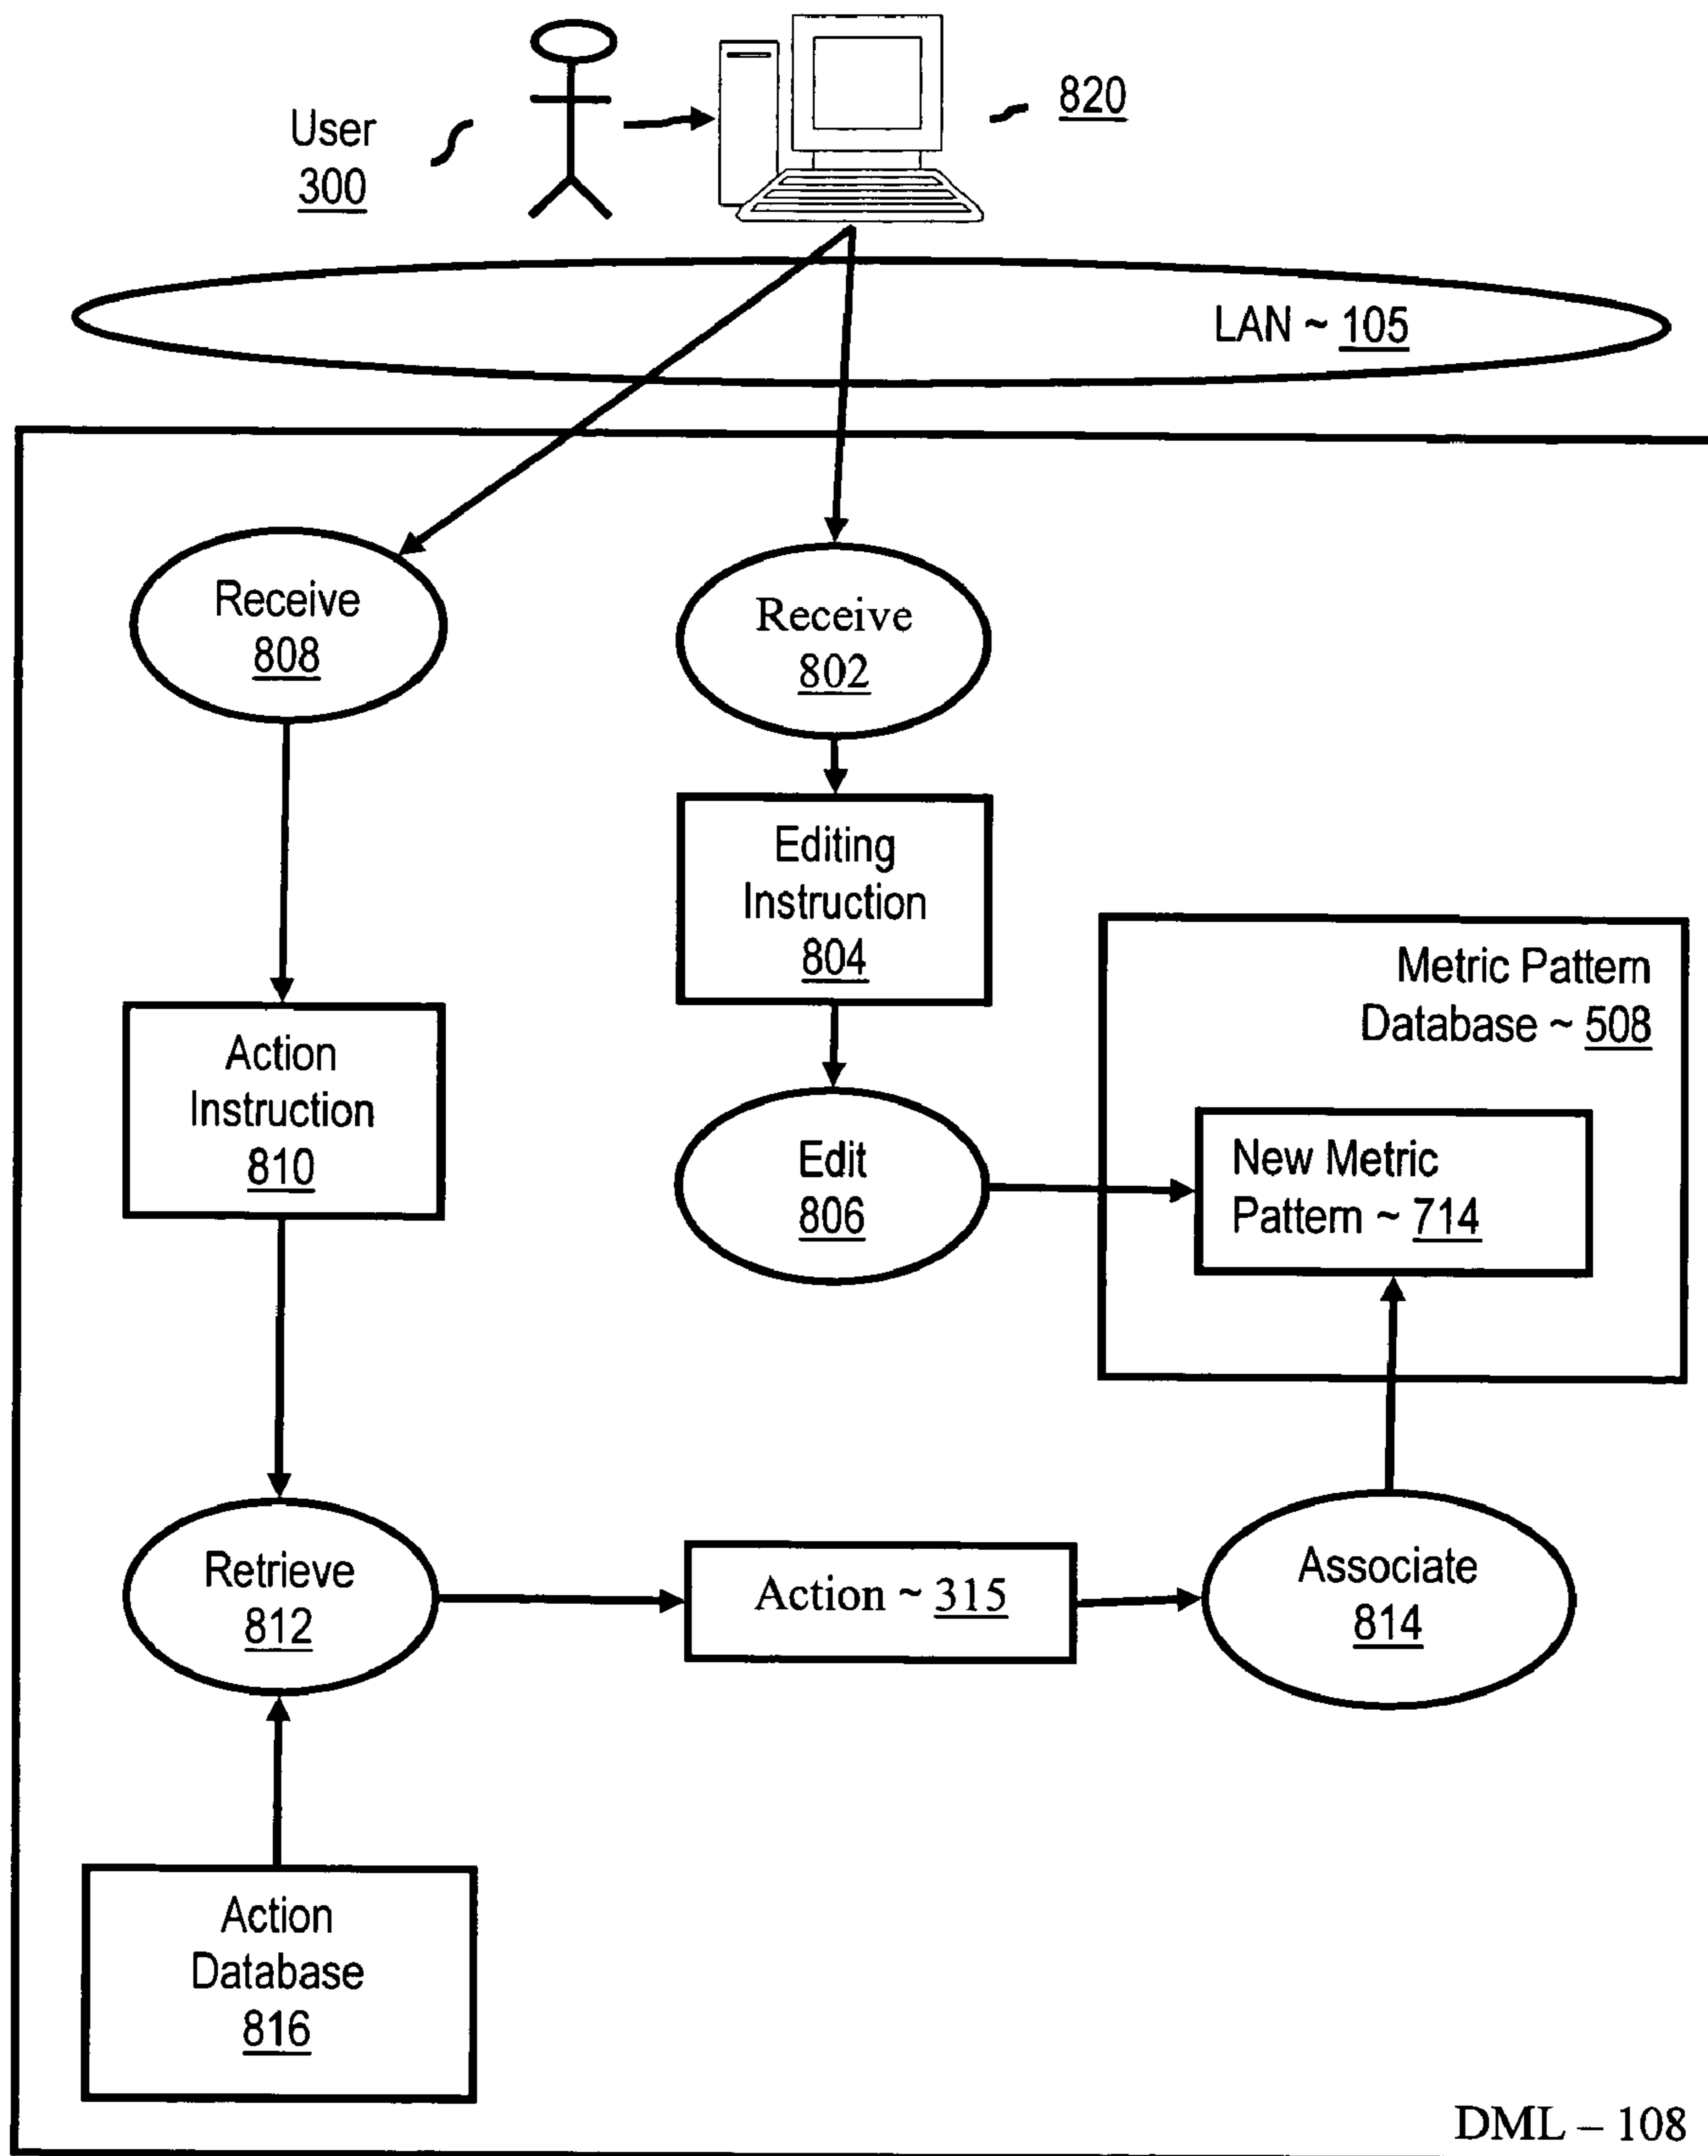 User
300
820
LAN ~ 105
Receive
808
Receive
802
Editing
Instruction
804
Metric Pattern
Database ~ 508
Action
Instruction
810
Edit
806
New Metric
Pattern ~ 714
Retrieve
812
Action ~ 315
Associate
814
Action
Database
816
DML – 108